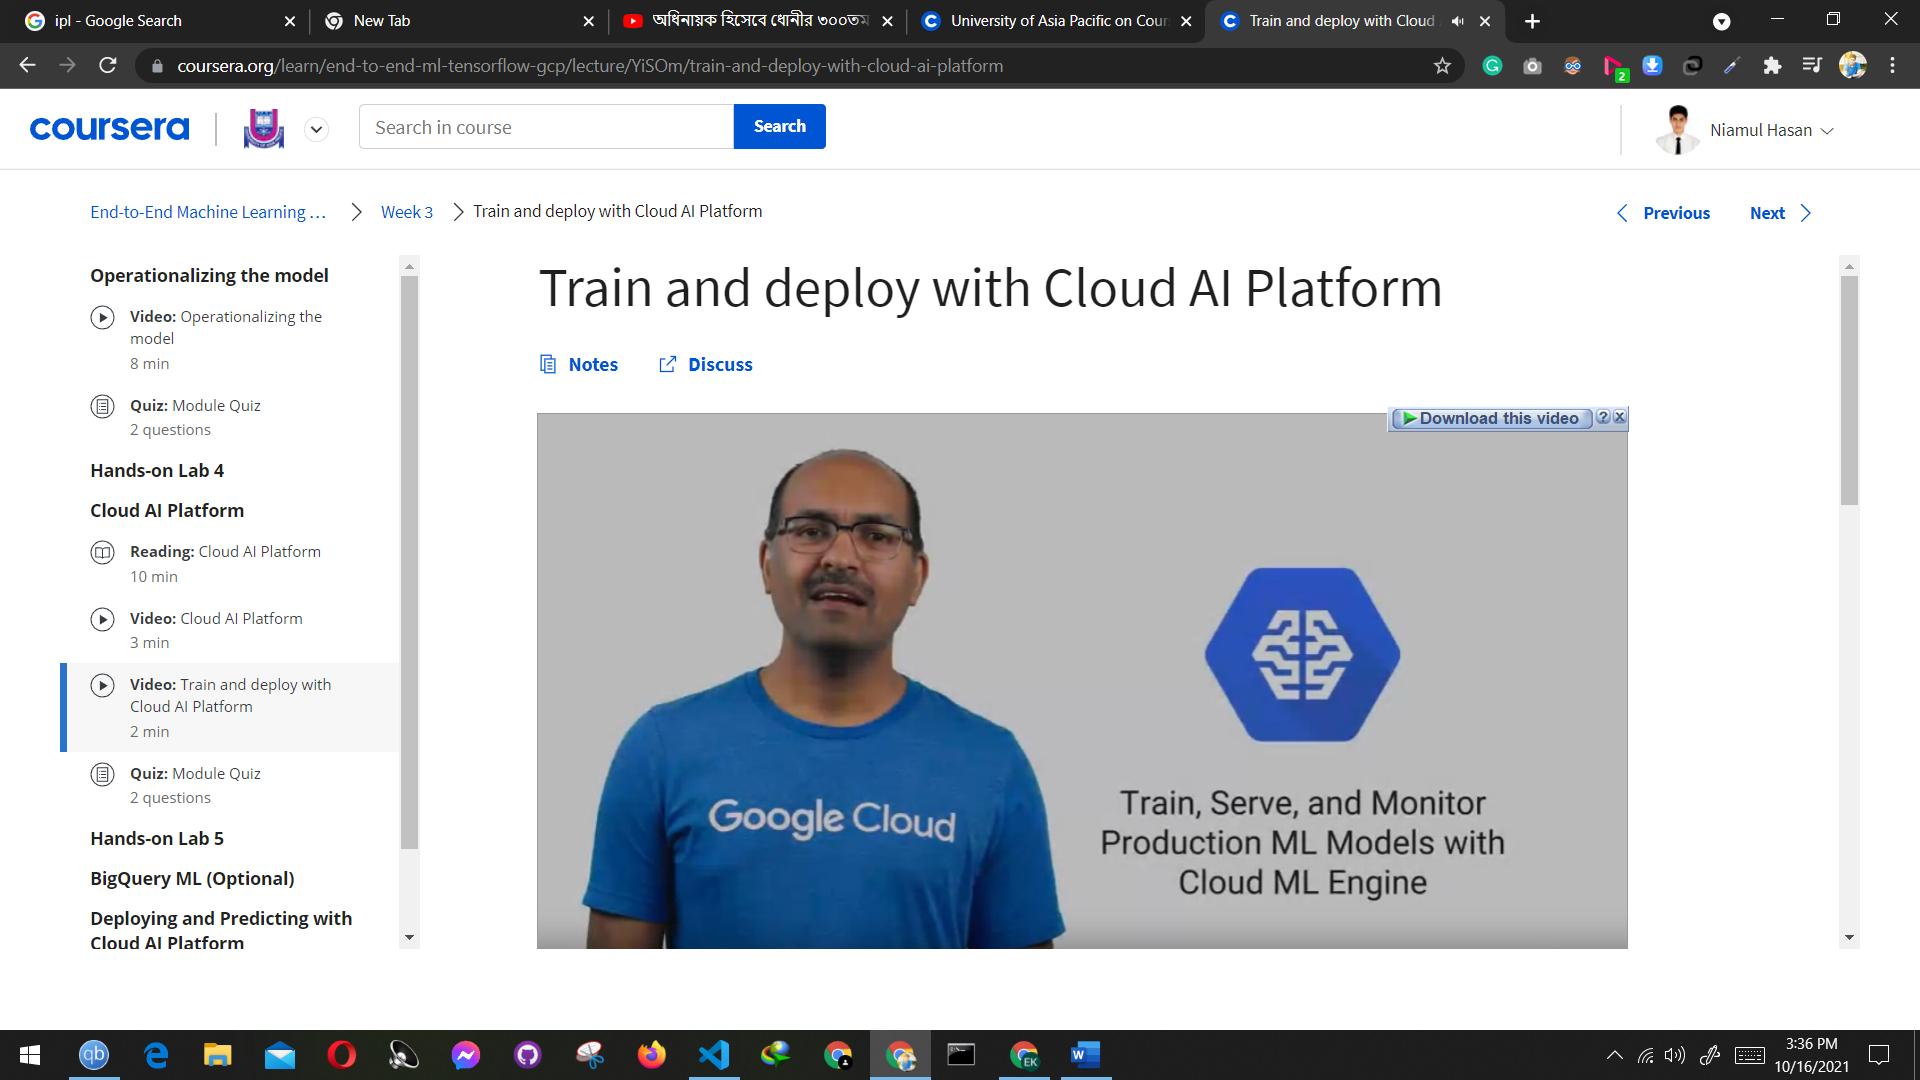 ipl - Google Search
New Tab
অধিনায়ক হিসেবে ধোনীর ৩০০তম
University of Asia Pacific on Cour
Train and deploy with Cloud
coursera.org/learn/end-to-end-ml-tensorflow-gcp/lecture/YiSOm/train-and-deploy-with-cloud-ai-platform
2
coursera
Search in course
Search
Niamul Hasan
End-to-End Machine Learning …
Week 3
Train and deploy with Cloud AI Platform
Previous
Next
Operationalizing the model
Video: Operationalizing the
model
8 min
Quiz: Module Quiz
2 questions
Hands-on Lab 4
Cloud AI Platform
Reading: Cloud AI Platform
10 min
Video: Cloud AI Platform
3 min
Video: Train and deploy with
Cloud AI Platform
2 min
Quiz: Module Quiz
2 questions
Hands-on Lab 5
BigQuery ML (Optional)
Deploying and Predicting with
Cloud AI Platform
Train and deploy with Cloud AI Platform
Notes
Discuss
Download this video
?
Google Cloud
Train, Serve, and Monitor
Production ML Models with
Cloud ML Engine
qb
EK
W
3:36 PM
10/16/2021